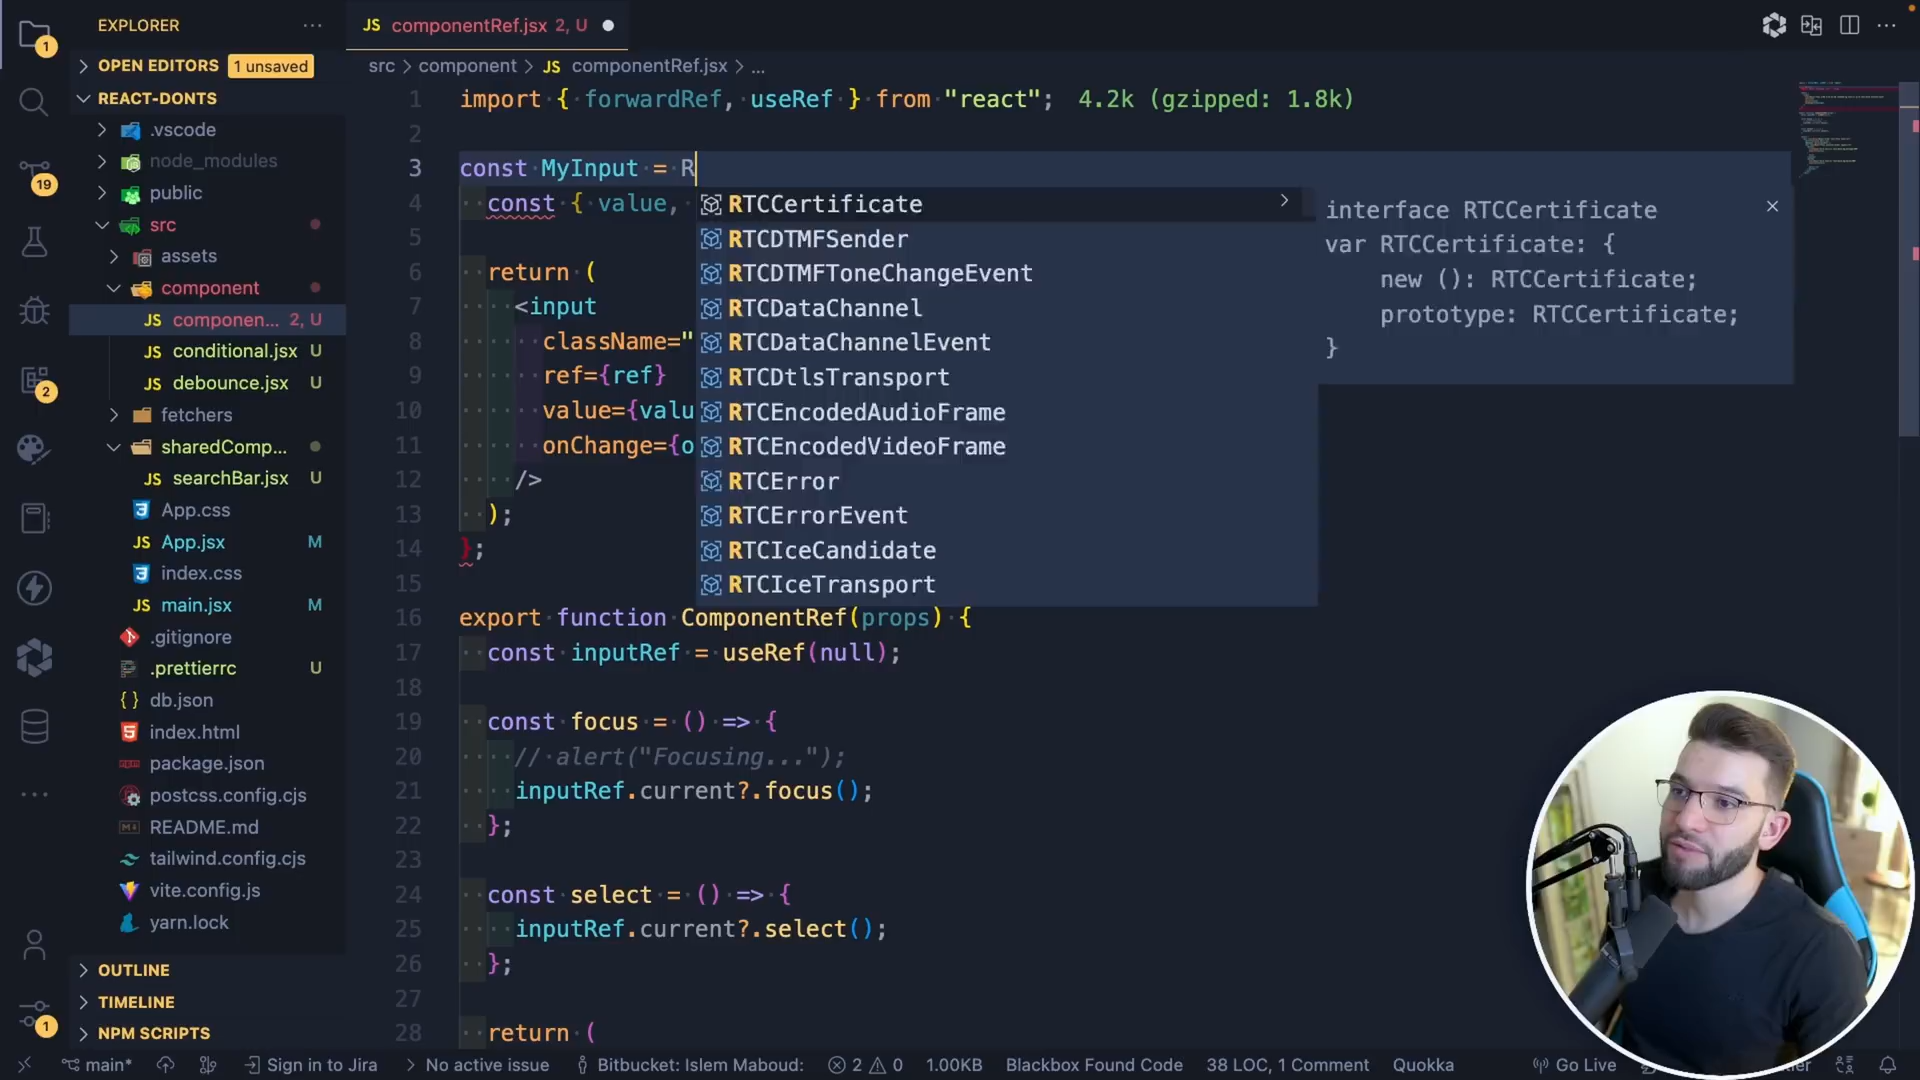 EXPLORER
OPEN EDITORS 1 unsaved
REACT-DONTS
.vscode
node_modules
public
src
assets
component
componen... 2, U
conditional.jsx U
debounce.jsx U
fetchers
sharedComp...
searchBar.jsx U
App.css
App.jsx M
index.css
main.jsx M
.gitignore
.prettierrc U
db.json
index.html
package.json
postcss.config.cjs
README.md
tailwind.config.cjs
vite.config.js
yarn.lock
OUTLINE
TIMELINE
NPM SCRIPTS
1
19
2
1
JS componentRef.jsx 2, U
src > component > JS componentRef.jsx > ...
1 import { forwardRef, useRef } from "react"; 4.2k (gzipped: 1.8k)
2
3 const MyInput = R
4 const { value,
5
6 return (
7 <input
8 className="
9 ref={ref}
10 value={valu
11 onChange={o
12 />
13 );
14 };
15
16 export function ComponentRef(props) {
17 const inputRef = useRef(null);
18
19 const focus = () => {
20 // alert("Focusing...");
21 inputRef.current?.focus();
22 };
23
24 const select = () => {
25 inputRef.current?.select();
26 };
27
28 return (
RTCCertificate
RTCDTMFSender
RTCDTMFToneChangeEvent
RTCDataChannel
RTCDataChannelEvent
RTCDtlsTransport
RTCEncodedAudioFrame
RTCEncodedVideoFrame
RTCError
RTCErrorEvent
RTCIceCandidate
RTCIceTransport
interface RTCCertificate
var RTCCertificate: {
new (): RTCCertificate;
prototype: RTCCertificate;
}
main* Sign in to Jira No active issue Bitbucket: Islem Maboud: 2 0 1.00KB Blackbox Found Code 38 LOC, 1 Comment Quokka Go Live